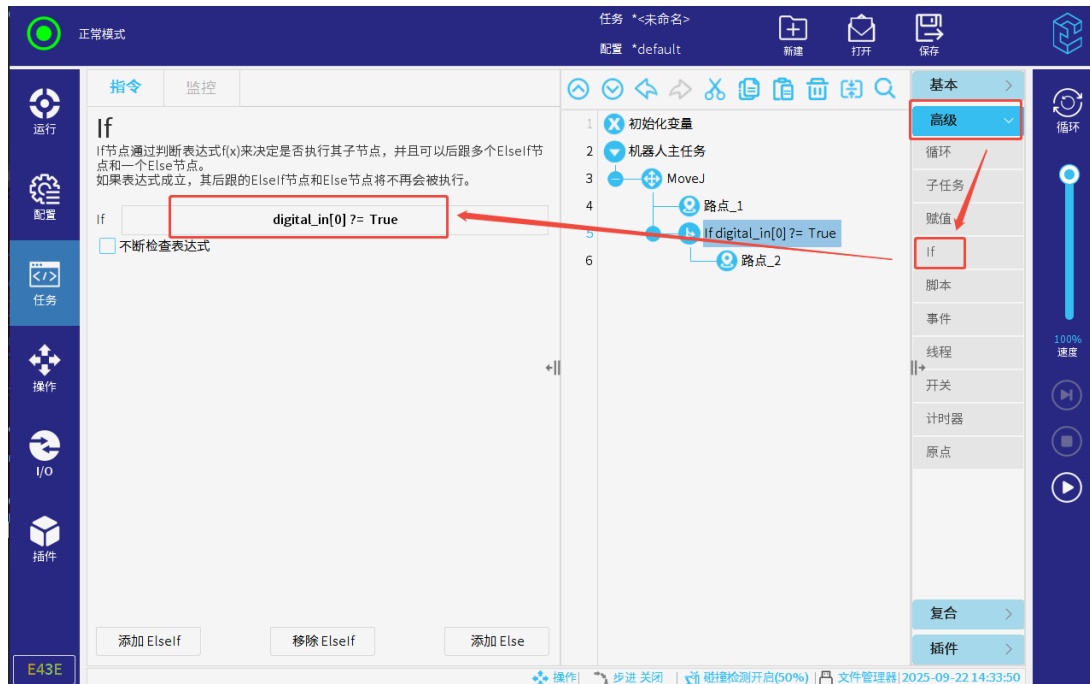 正常模式
任务 *<未命名>
配置 *default
新建
打开
保存
运行
配置
任务
操作
I/O
插件
E43E
指令
监控
If
If节点通过判断表达式f(x)来决定是否执行其子节点，并且可以后跟多个ElseIf节
点和一个Else节点。
如果表达式成立，其后跟的ElseIf节点和Else节点将不再会被执行。
If digital_in[0] ?= True
不断检查表达式
添加 ElseIf
移除 ElseIf
添加 Else
1 初始化变量
2 机器人主任务
3 MoveJ
4 路点_1
5 If digital_in[0] ?= True
6 路点_2
基本
高级
循环
子任务
赋值
If
脚本
事件
线程
开关
计时器
原点
复合
插件
循环
100%
速度
操作| 步进 关闭 | 碰撞检测开启(50%) | 文件管理器| 2025-09-22 14:33:50